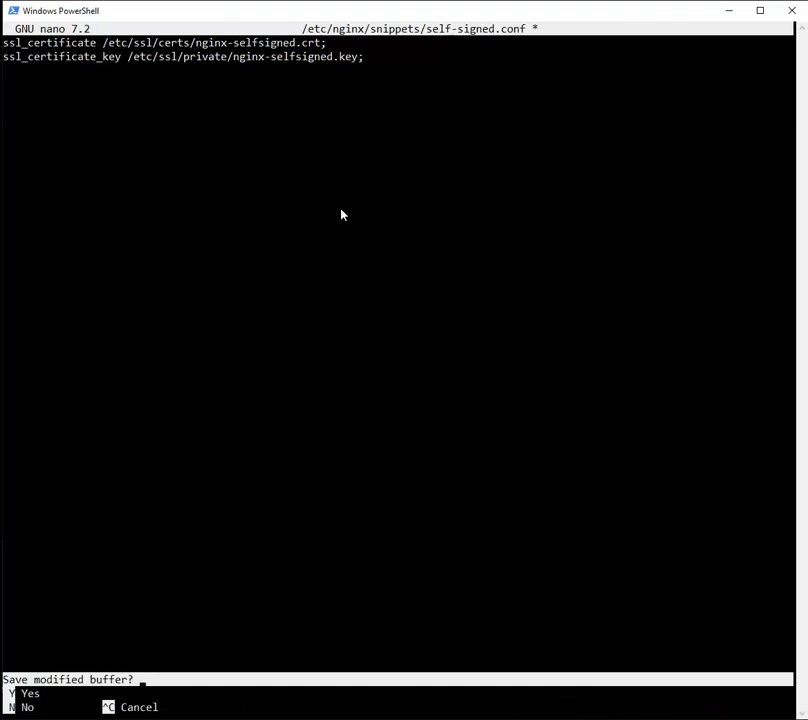 Windows PowerShell
GNU nano 7.2 /etc/nginx/snippets/self-signed.conf *
ssl_certificate /etc/ssl/certs/nginx-selfsigned.crt;
ssl_certificate_key /etc/ssl/private/nginx-selfsigned.key;
Save modified buffer?
Y Yes
N No ^C Cancel